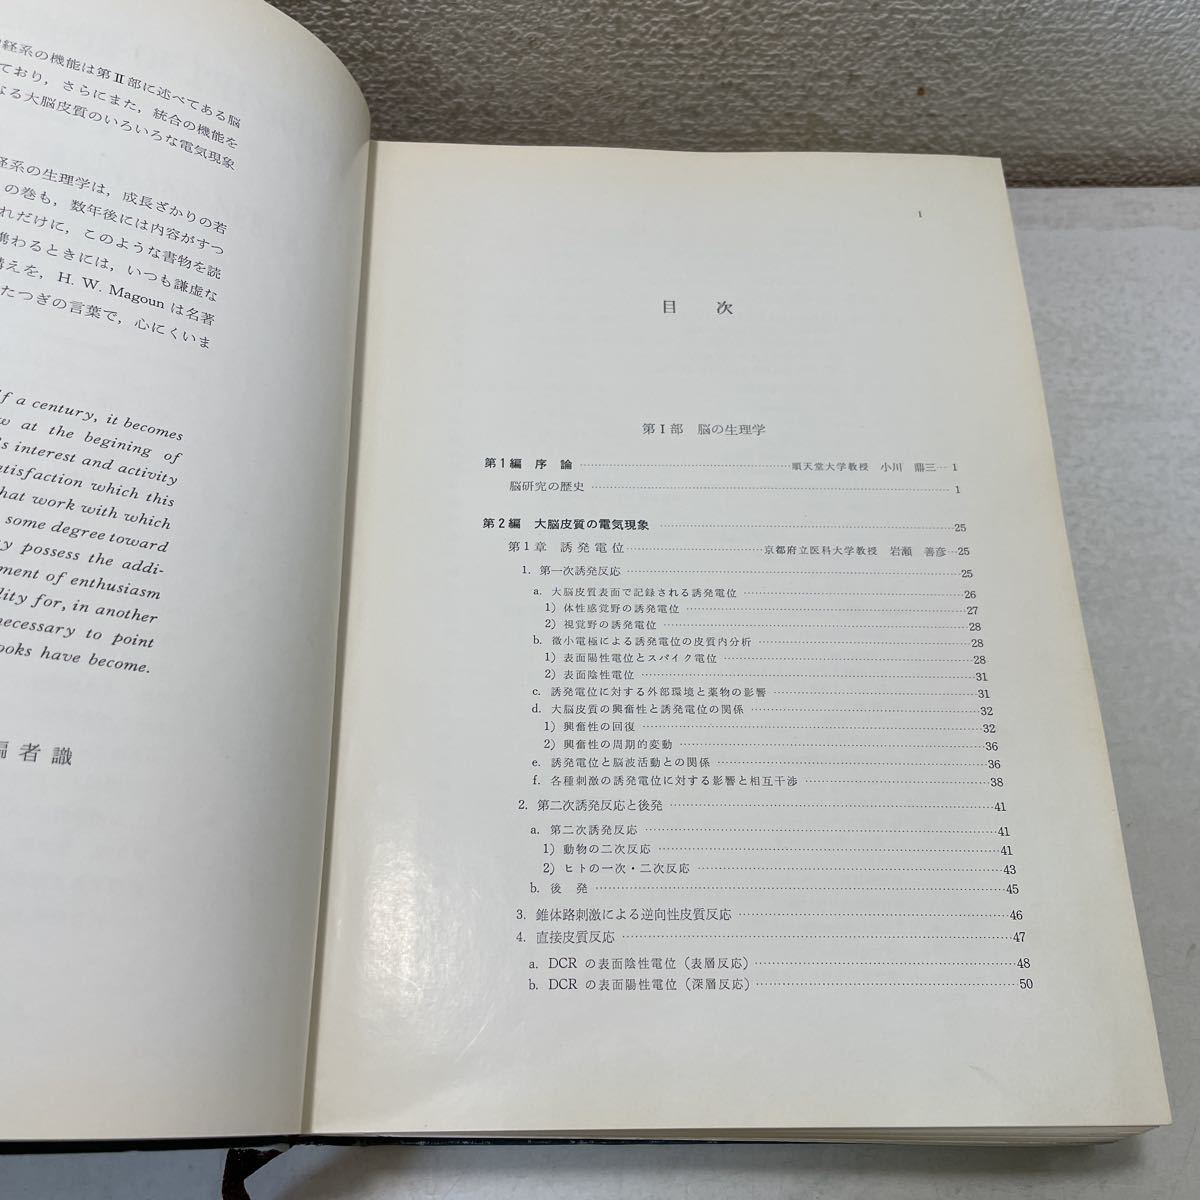 経系の機能は第Ⅱ部に述べてある脳
ており，さらにまた，統合の機能を
なる大脳皮質のいろいろな電気現象
経系の生理学は，成長ざかりの若
の巻も，数年後には内容がすつ
れだけに，このような書物を読
携わるときには，いつも謙虚な
構えを，H. W. Magoun は名著
たつぎの言葉で，心にくいま
f a century, it becomes
w at the begining of
's interest and activity
atisfaction which this
that work with which
some degree toward
y possess the addi-
ment of enthusiasm
lity for, in another
necessary to point
ooks have become.
編者識
1
目次
第Ⅰ部 脳の生理学
第1編 序論 ………… 順天堂大学教授 小川 鼎三… 1
脳研究の歴史 ………… 1
第2編 大脳皮質の電気現象 ………… 25
第1章 誘発電位 ………… 京都府立医科大学教授 岩瀬 善彦…25
1. 第一次誘発反応 ………… 25
a. 大脳皮質表面で記録される誘発電位 ………… 26
1) 体性感覚野の誘発電位 ………… 27
2) 視覚野の誘発電位 ………… 28
b. 微小電極による誘発電位の皮質内分析 ………… 28
1) 表面陽性電位とスパイク電位 ………… 28
2) 表面陰性電位 ………… 31
c. 誘発電位に対する外部環境と薬物の影響 ………… 31
d. 大脳皮質の興奮性と誘発電位の関係 ………… 32
1) 興奮性の回復 ………… 32
2) 興奮性の周期的変動 ………… 36
e. 誘発電位と脳波活動との関係 ………… 36
f. 各種刺激の誘発電位に対する影響と相互干渉 ………… 38
2. 第二次誘発反応と後発 ………… 41
a. 第二次誘発反応 ………… 41
1) 動物の二次反応 ………… 41
2) ヒトの一次・二次反応 ………… 43
b. 後発 ………… 45
3. 錐体路刺激による逆向性皮質反応 ………… 46
4. 直接皮質反応 ………… 47
a. DCR の表面陰性電位（表層反応） ………… 48
b. DCR の表面陽性電位（深層反応） ………… 50